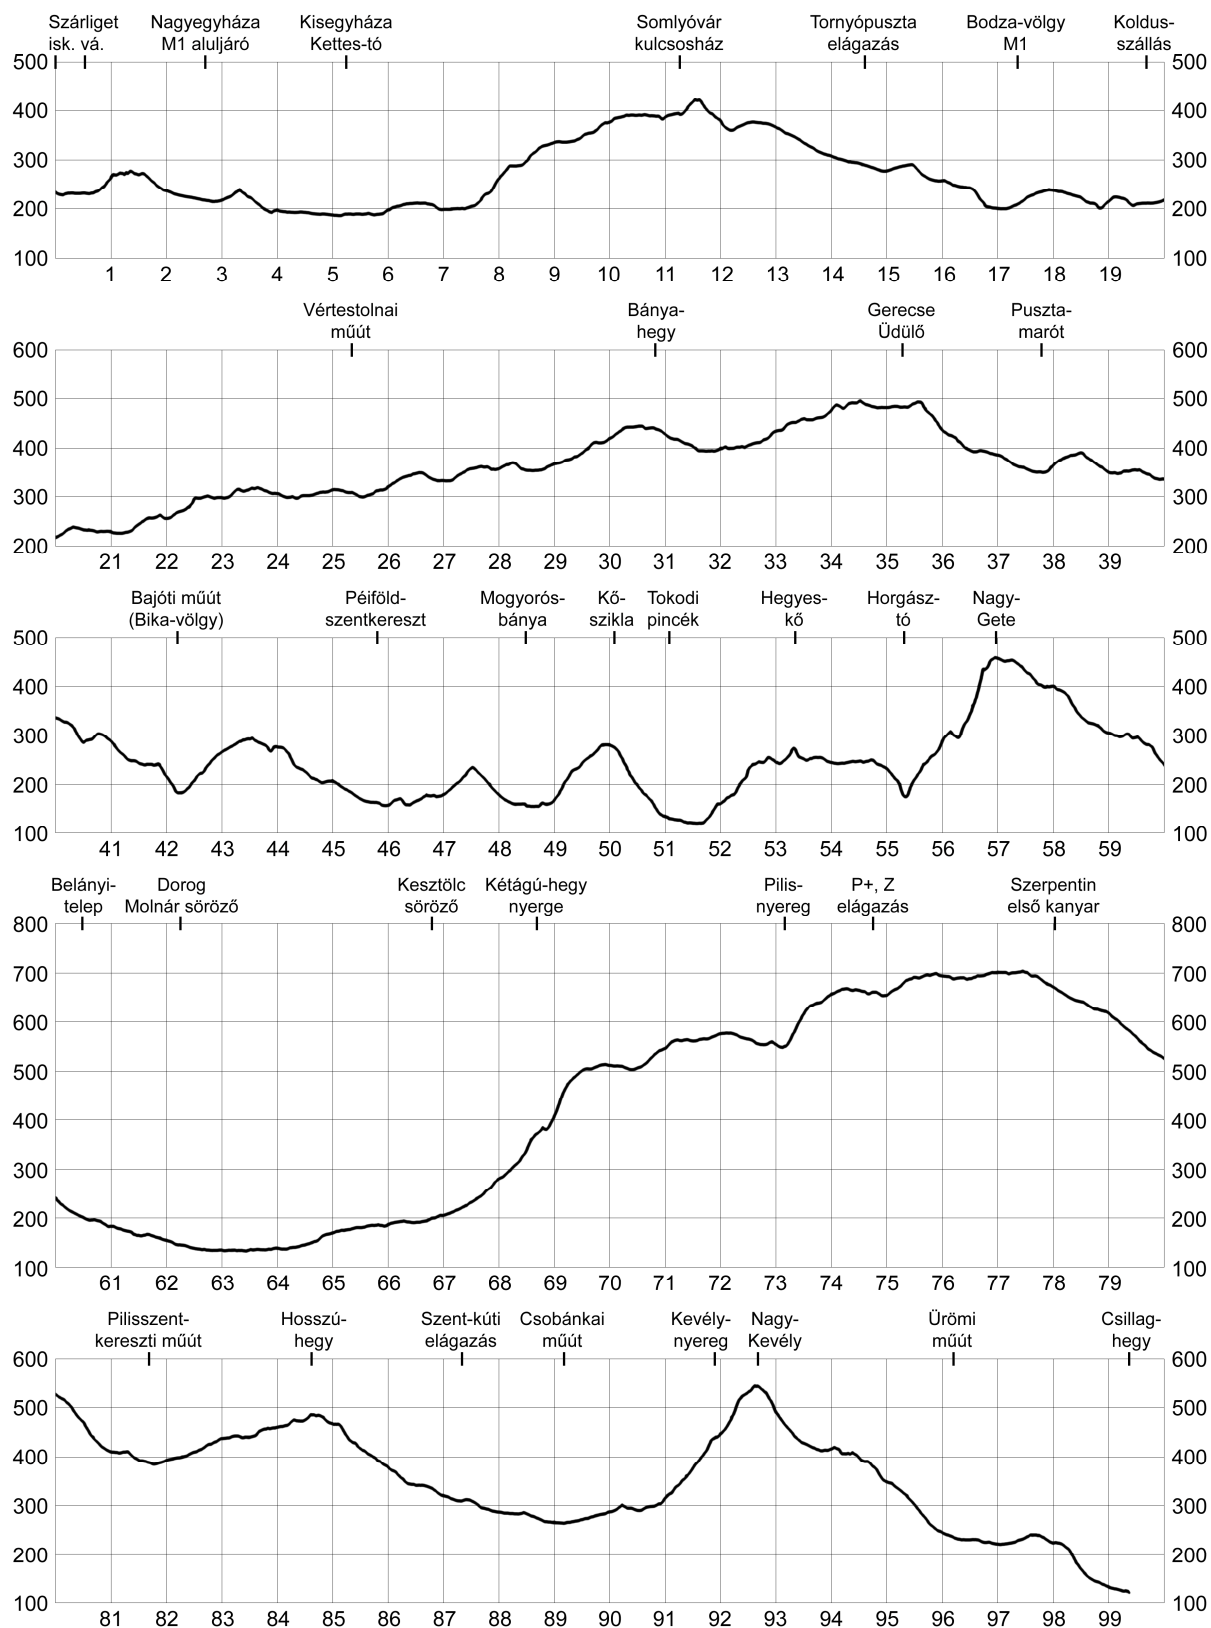 Szárliget Nagyegyháza Kisegyháza Somlyóvár Tornyópuszta Bodza-völgy Koldus-
isk. vá. M1 aluljáró Kettes-tó kulcsosház elágazás M1 szállás
500 500
400 400
300 300
200 200
100 100
1 2 3 4 5 6 7 8 9 10 11 12 13 14 15 16 17 18 19
Vértestolnai Bánya- Gerecse Puszta-
műút hegy Üdülő marót
600 600
500 500
400 400
300 300
200 200
21 22 23 24 25 26 27 28 29 30 31 32 33 34 35 36 37 38 39
Bajóti műút Péiföld- Mogyorós- Kő- Tokodi Hegyes- Horgász- Nagy-
(Bika-völgy) szentkereszt bánya szikla pincék kő tó Gete
500 500
400 400
300 300
200 200
100 100
41 42 43 44 45 46 47 48 49 50 51 52 53 54 55 56 57 58 59
Belányi- Dorog Kesztölc Kétágú-hegy Pilis- P+, Z Szerpentin
telep Molnár söröző söröző nyerge nyereg elágazás első kanyar
800 800
700 700
600 600
500 500
400 400
300 300
200 200
100 100
61 62 63 64 65 66 67 68 69 70 71 72 73 74 75 76 77 78 79
Pilisszent- Hosszú- Szent-kúti Csobánkai Kevély- Nagy- Ürömi Csillag-
kereszti műút hegy elágazás műút nyereg Kevély műút hegy
600 600
500 500
400 400
300 300
200 200
100 100
81 82 83 84 85 86 87 88 89 90 91 92 93 94 95 96 97 98 99